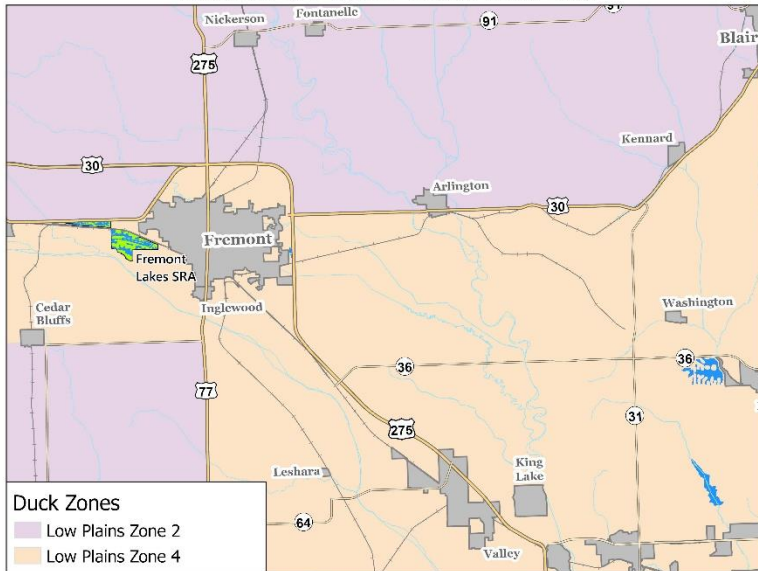 Nickerson
Fontanelle
91
91
Blair
275
Kennard
30
Arlington
30
Fremont
Fremont
Lakes SRA
Inglewood
Cedar
Bluffs
Washington
36
36
77
31
275
Leshara
King
Lake
64
Valley
Duck Zones
Low Plains Zone 2
Low Plains Zone 4